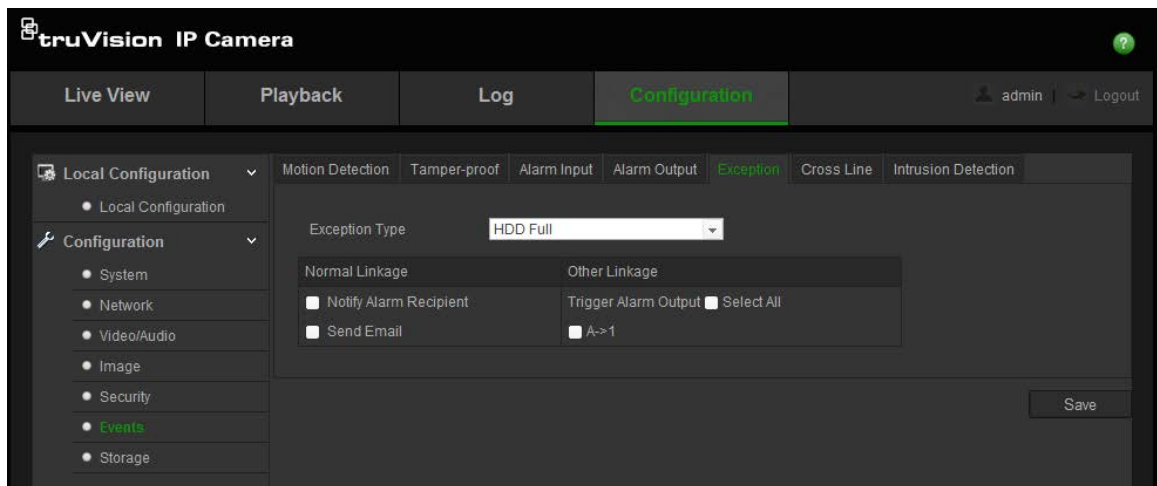 truVision IP Camera
?
Live View Playback Log Configuration admin | Logout
Local Configuration
Local Configuration
Configuration
System
Network
Video/Audio
Image
Security
Events
Storage
Motion Detection Tamper-proof Alarm Input Alarm Output Exception Cross Line Intrusion Detection
Exception Type HDD Full
Normal Linkage Other Linkage
Notify Alarm Recipient Trigger Alarm Output Select All
Send Email A->1
Save